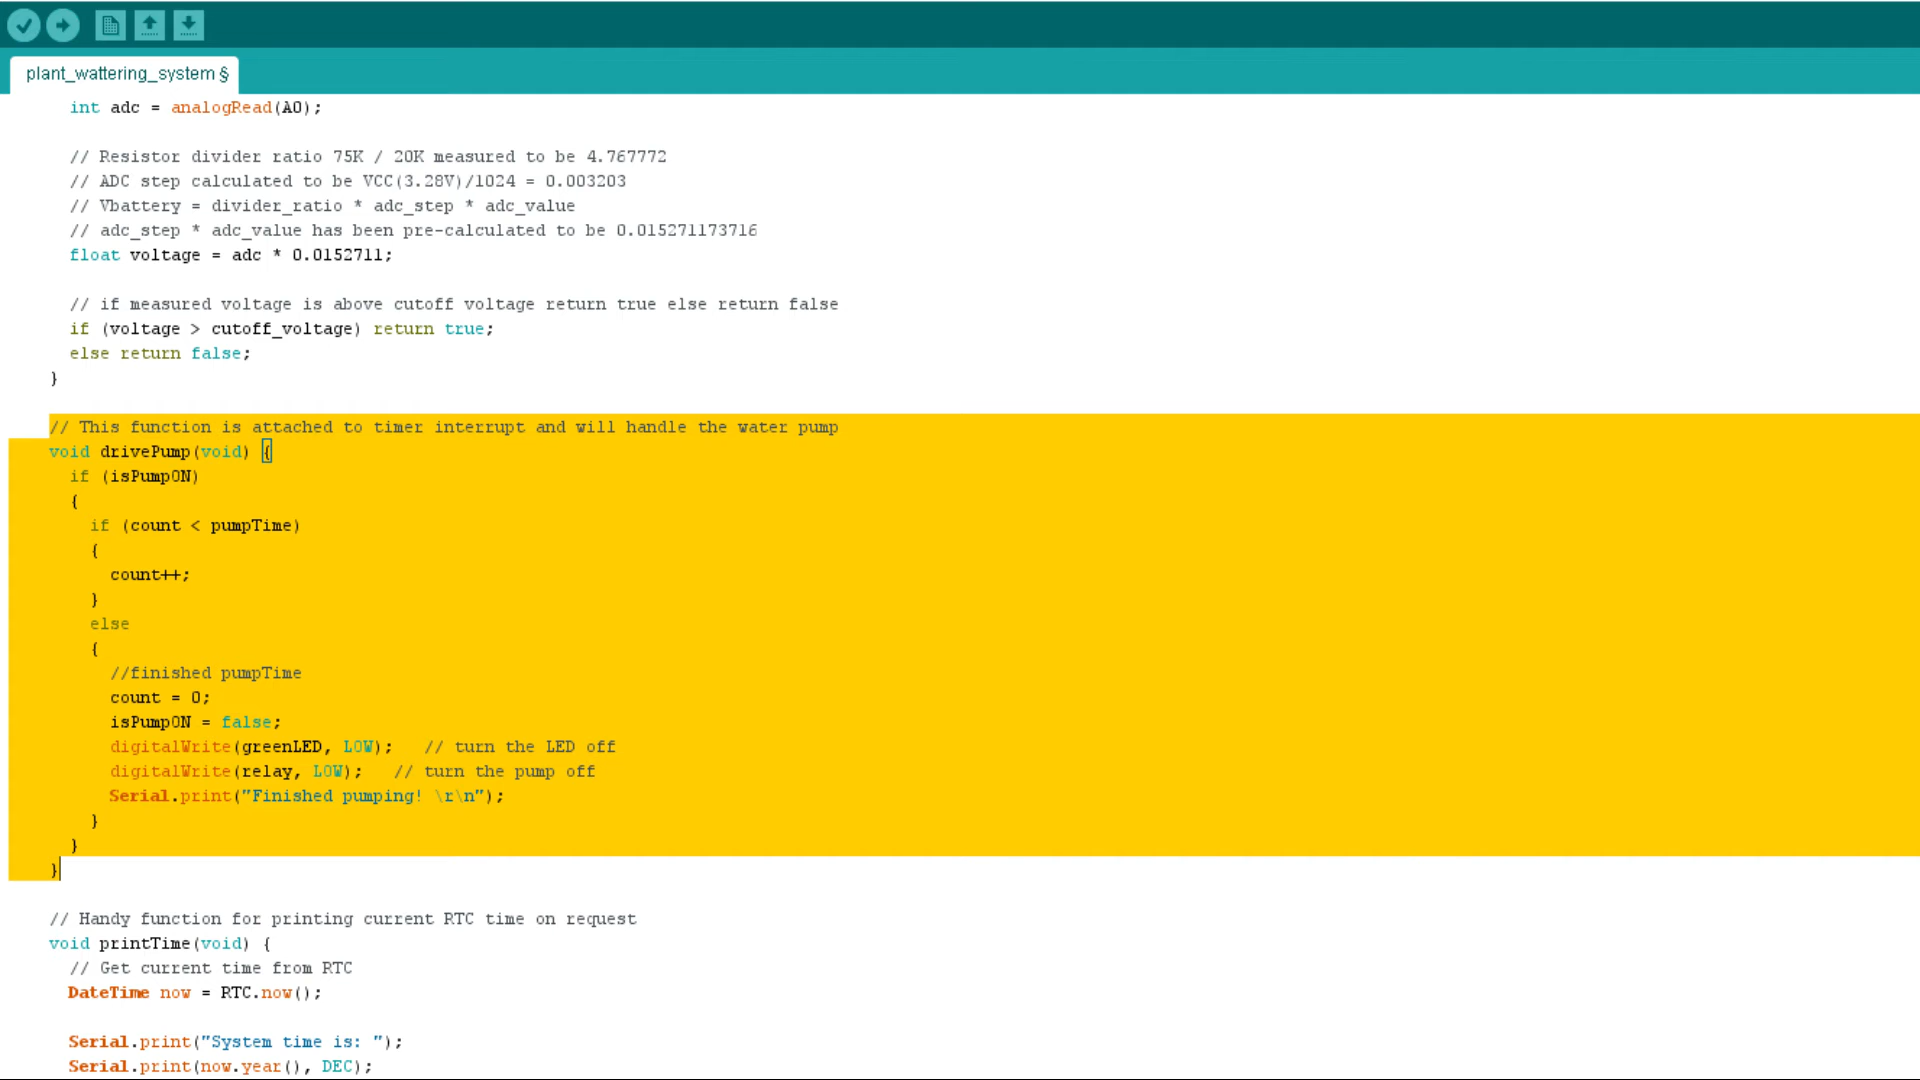 plant_wattering_system §
int adc = analogRead(A0);
// Resistor divider ratio 75K / 20K measured to be 4.767772
// ADC step calculated to be VCC(3.28V)/1024 = 0.003203
// Vbattery = divider_ratio * adc_step * adc_value
// adc_step * adc_value has been pre-calculated to be 0.015271173716
float voltage = adc * 0.0152711;
// if measured voltage is above cutoff voltage return true else return false
if (voltage > cutoff_voltage) return true;
else return false;
}
// This function is attached to timer interrupt and will handle the water pump
void drivePump(void) {
if (isPumpON)
{
if (count < pumpTime)
{
count++;
}
else
{
//finished pumpTime
count = 0;
isPumpON = false;
digitalWrite(greenLED, LOW);   // turn the LED off
digitalWrite(relay, LOW);   // turn the pump off
Serial.print("Finished pumping! \r\n");
}
}
}
// Handy function for printing current RTC time on request
void printTime(void) {
// Get current time from RTC
DateTime now = RTC.now();
Serial.print("System time is: ");
Serial.print(now.year(), DEC);